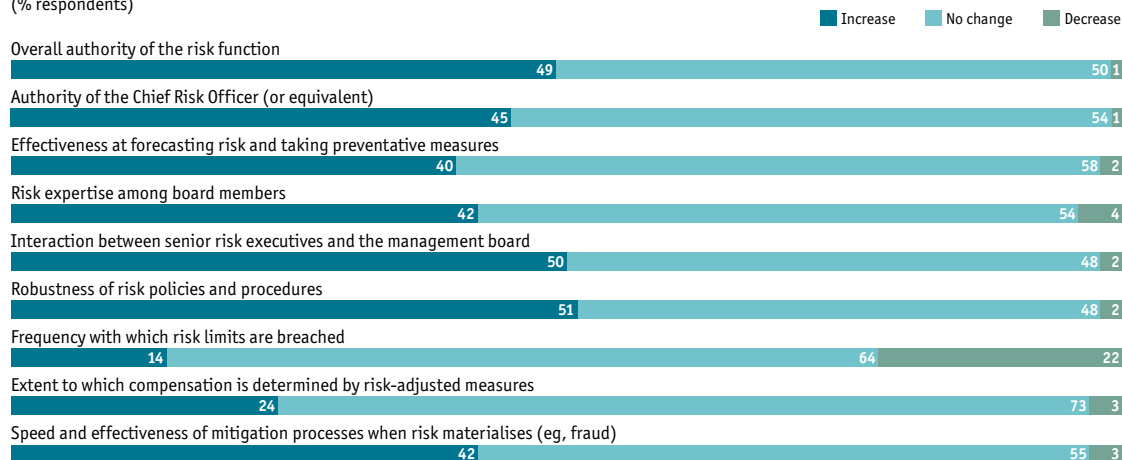 (% respondents)
Increase No change Decrease
Overall authority of the risk function
49 50 1
Authority of the Chief Risk Officer (or equivalent)
45 54 1
Effectiveness at forecasting risk and taking preventative measures
40 58 2
Risk expertise among board members
42 54 4
Interaction between senior risk executives and the management board
50 48 2
Robustness of risk policies and procedures
51 48 2
Frequency with which risk limits are breached
14 64 22
Extent to which compensation is determined by risk-adjusted measures
24 73 3
Speed and effectiveness of mitigation processes when risk materialises (eg, fraud)
42 55 3